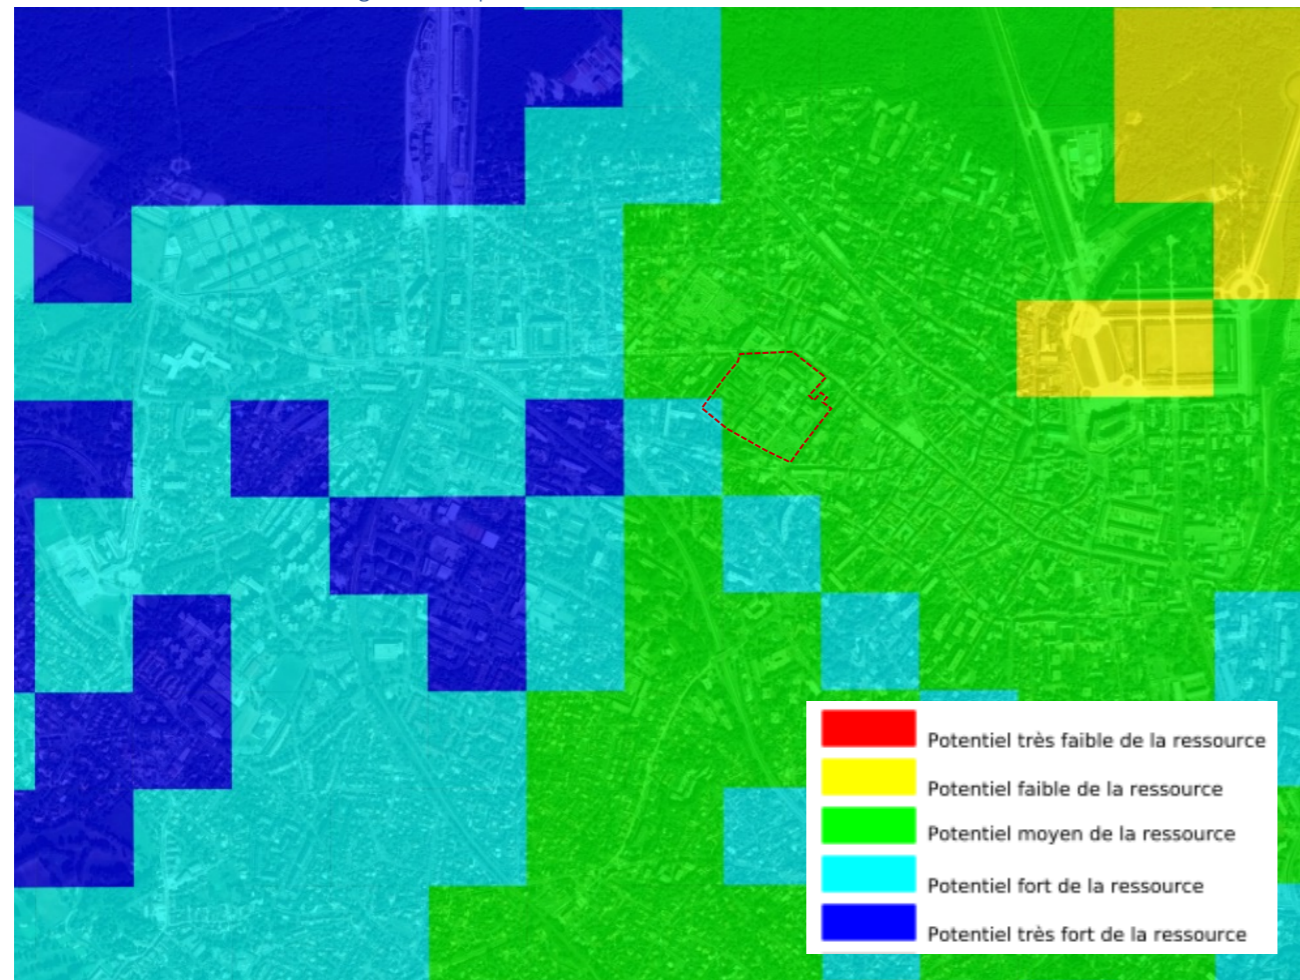 Potentiel très faible de la ressource
Potentiel faible de la ressource
Potentiel moyen de la ressource
Potentiel fort de la ressource
Potentiel très fort de la ressource